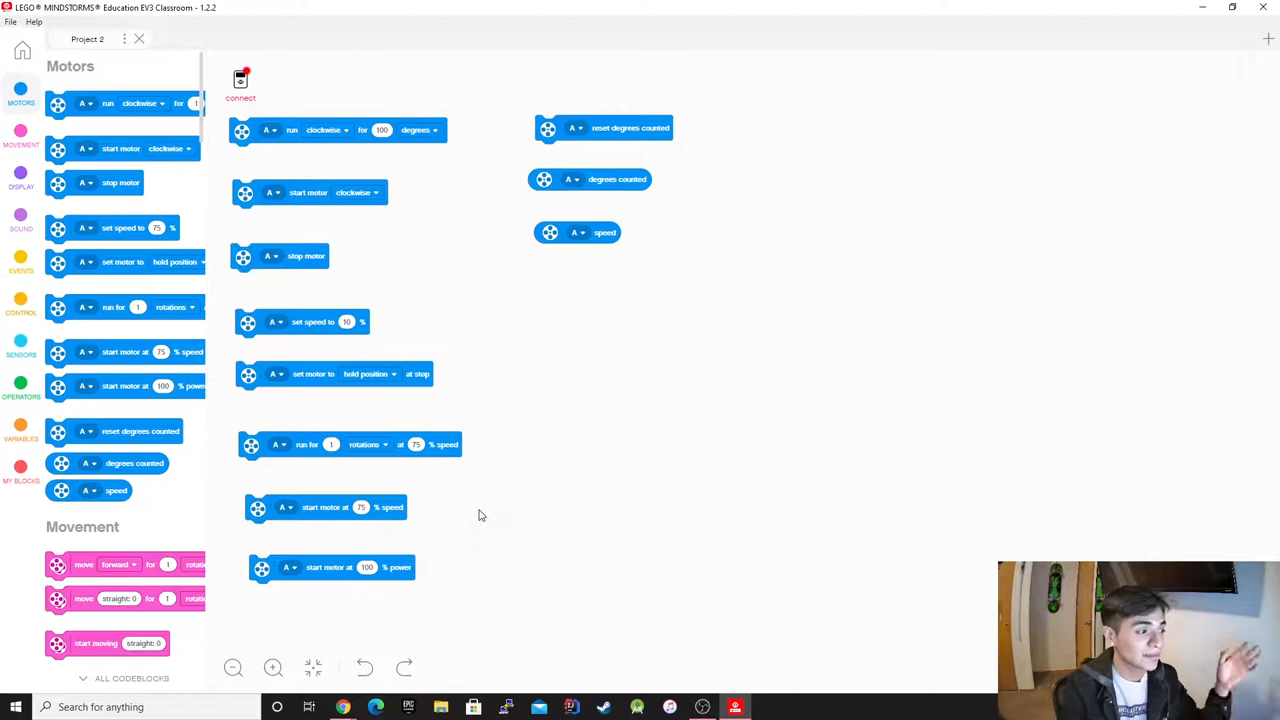 LEGO® MINDSTORMS® Education EV3 Classroom - 1.2.2
File Help
Project 2
Motors
MOTORS
MOVEMENT
DISPLAY
SOUND
EVENTS
CONTROL
SENSORS
OPERATORS
VARIABLES
MY BLOCKS
A run clockwise for 1
A start motor clockwise
A stop motor
A set speed to 75 %
A set motor to hold position
A run for 1 rotations
A start motor at 75 % speed
A start motor at 100 % power
A reset degrees counted
A degrees counted
A speed
Movement
move forward for 1 rotati
move straight: 0 for 1 rotati
start moving straight: 0
ALL CODEBLOCKS
connect
A run clockwise for 100 degrees
A start motor clockwise
A stop motor
A set speed to 10 %
A set motor to hold position at stop
A run for 1 rotations at 75 % speed
A start motor at 75 % speed
A start motor at 100 % power
A reset degrees counted
A degrees counted
A speed
Search for anything